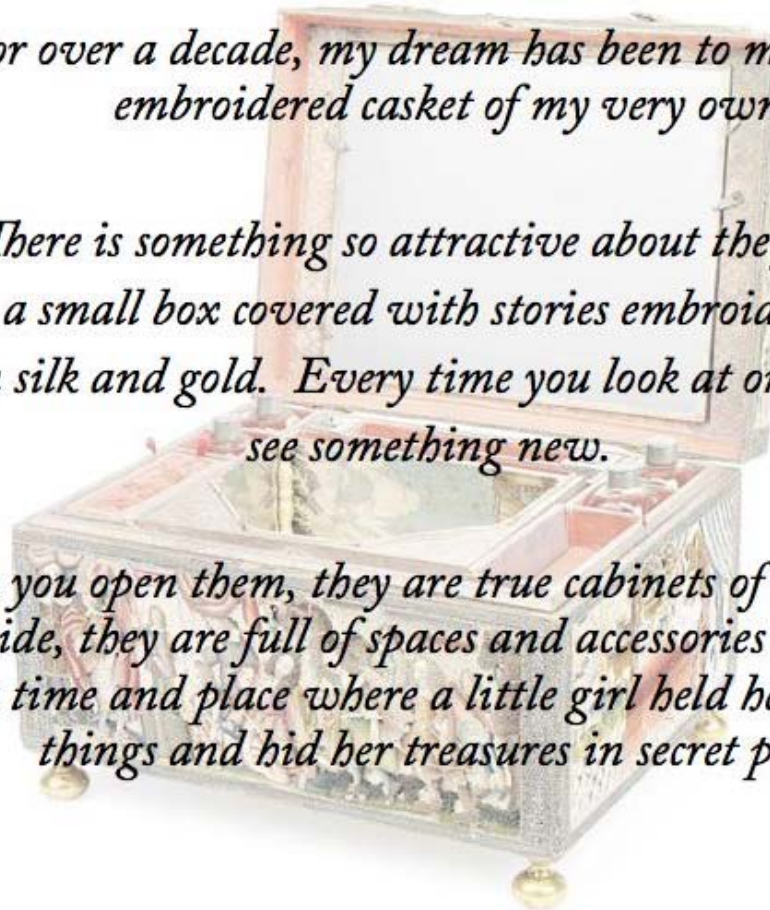 or over a decade, my dream has been to m
embroidered casket of my very own
There is something so attractive about the
a small box covered with stories embroid
silk and gold. Every time you look at o
see something new.
you open them, they are true cabinets of
ide, they are full of spaces and accessories
time and place where a little girl held h
things and hid her treasures in secret p